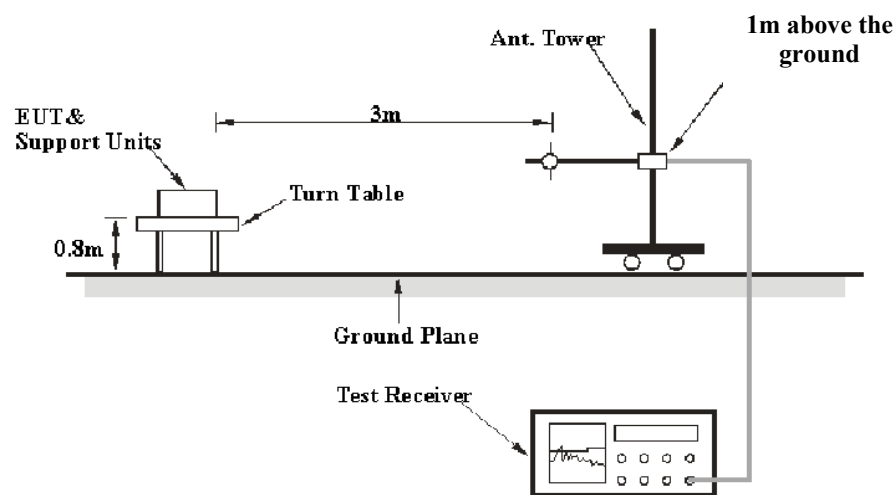 1m above the
ground
Ant. Tower
3m
EUT&
Support Units
Turn Table
0.8m
Ground Plane
Test Receiver